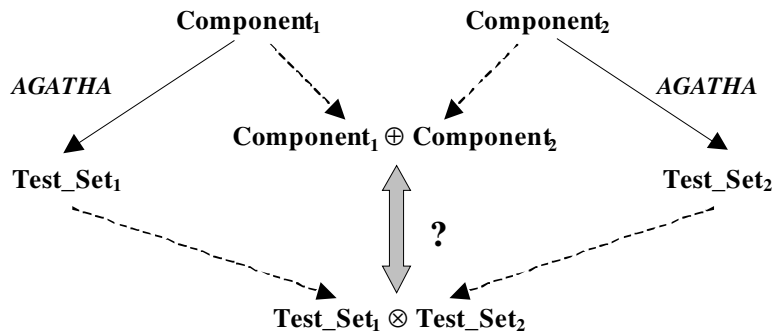 Component₁ Component₂
AGATHA AGATHA
Component₁ ⊕ Component₂
Test_Set₁ Test_Set₂
?
Test_Set₁ ⊗ Test_Set₂